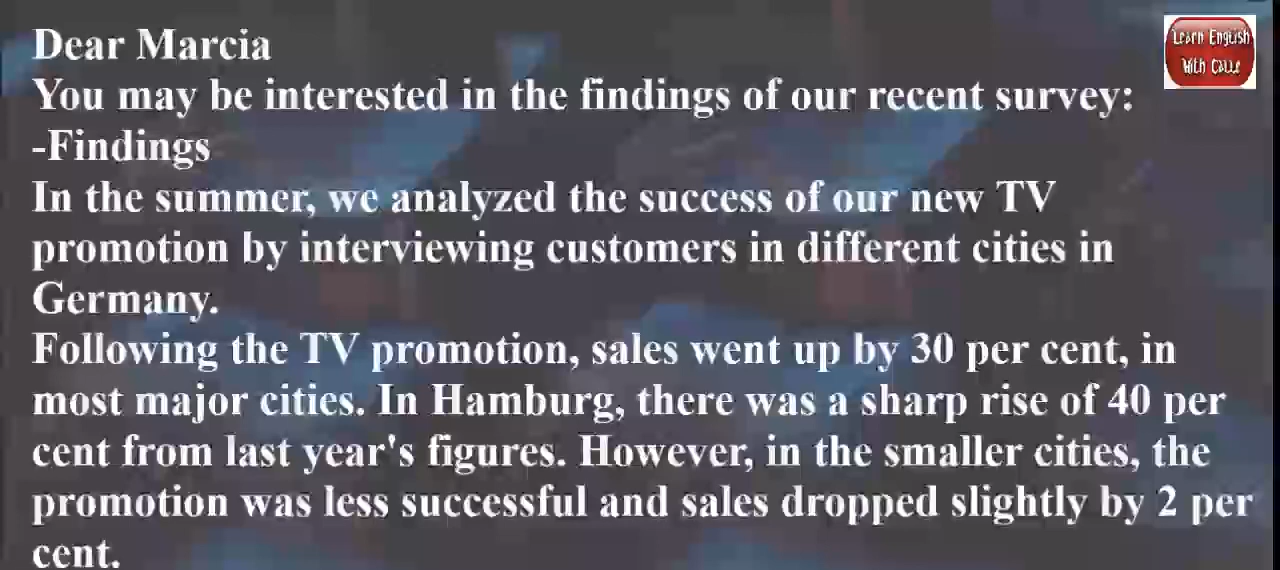 Dear Marcia
You may be interested in the findings of our recent survey:
-Findings
In the summer, we analyzed the success of our new TV
promotion by interviewing customers in different cities in
Germany.
Following the TV promotion, sales went up by 30 per cent, in
most major cities. In Hamburg, there was a sharp rise of 40 per
cent from last year's figures. However, in the smaller cities, the
promotion was less successful and sales dropped slightly by 2 per
cent.
Learn English
With